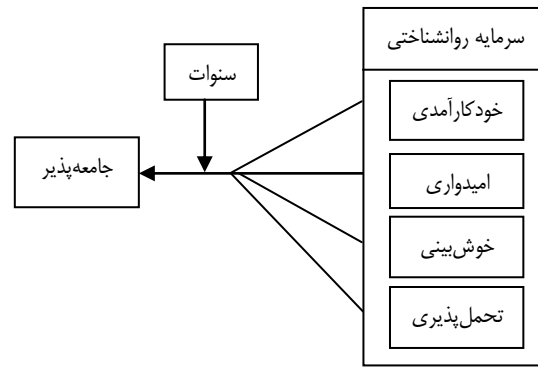 سرمایه روانشناختی
سنوات
خودکارآمدی
جامعه‌پذیر
امیدواری
خوش‌بینی
تحمل‌پذیری